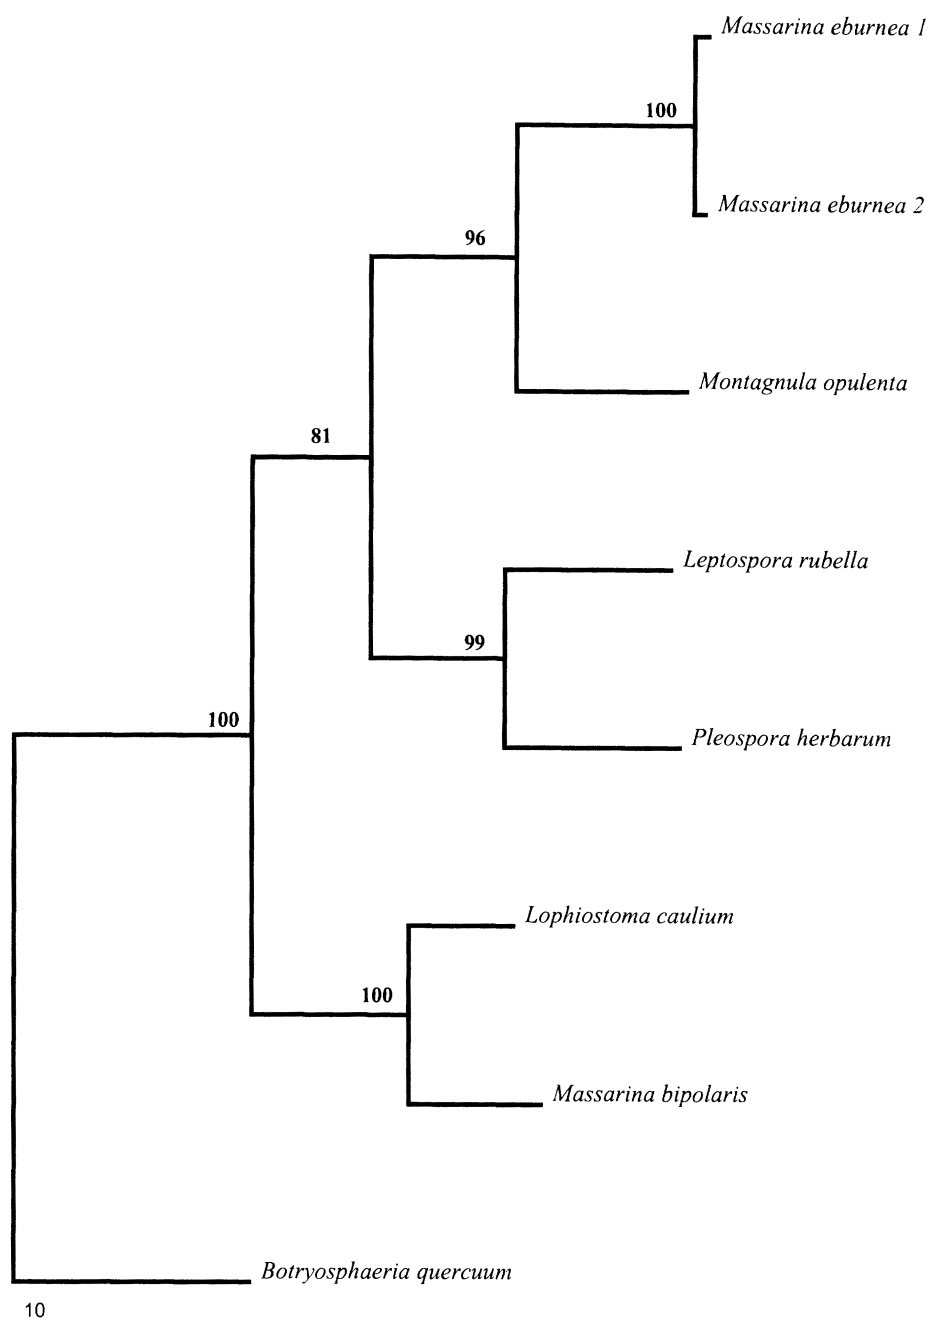 Massarina eburnea 1
100
Massarina eburnea 2
96
Montagnula opulenta
81
Leptospora rubella
99
Pleospora herbarum
100
Lophiostoma caulium
100
Massarina bipolaris
Botryosphaeria quercuum
10